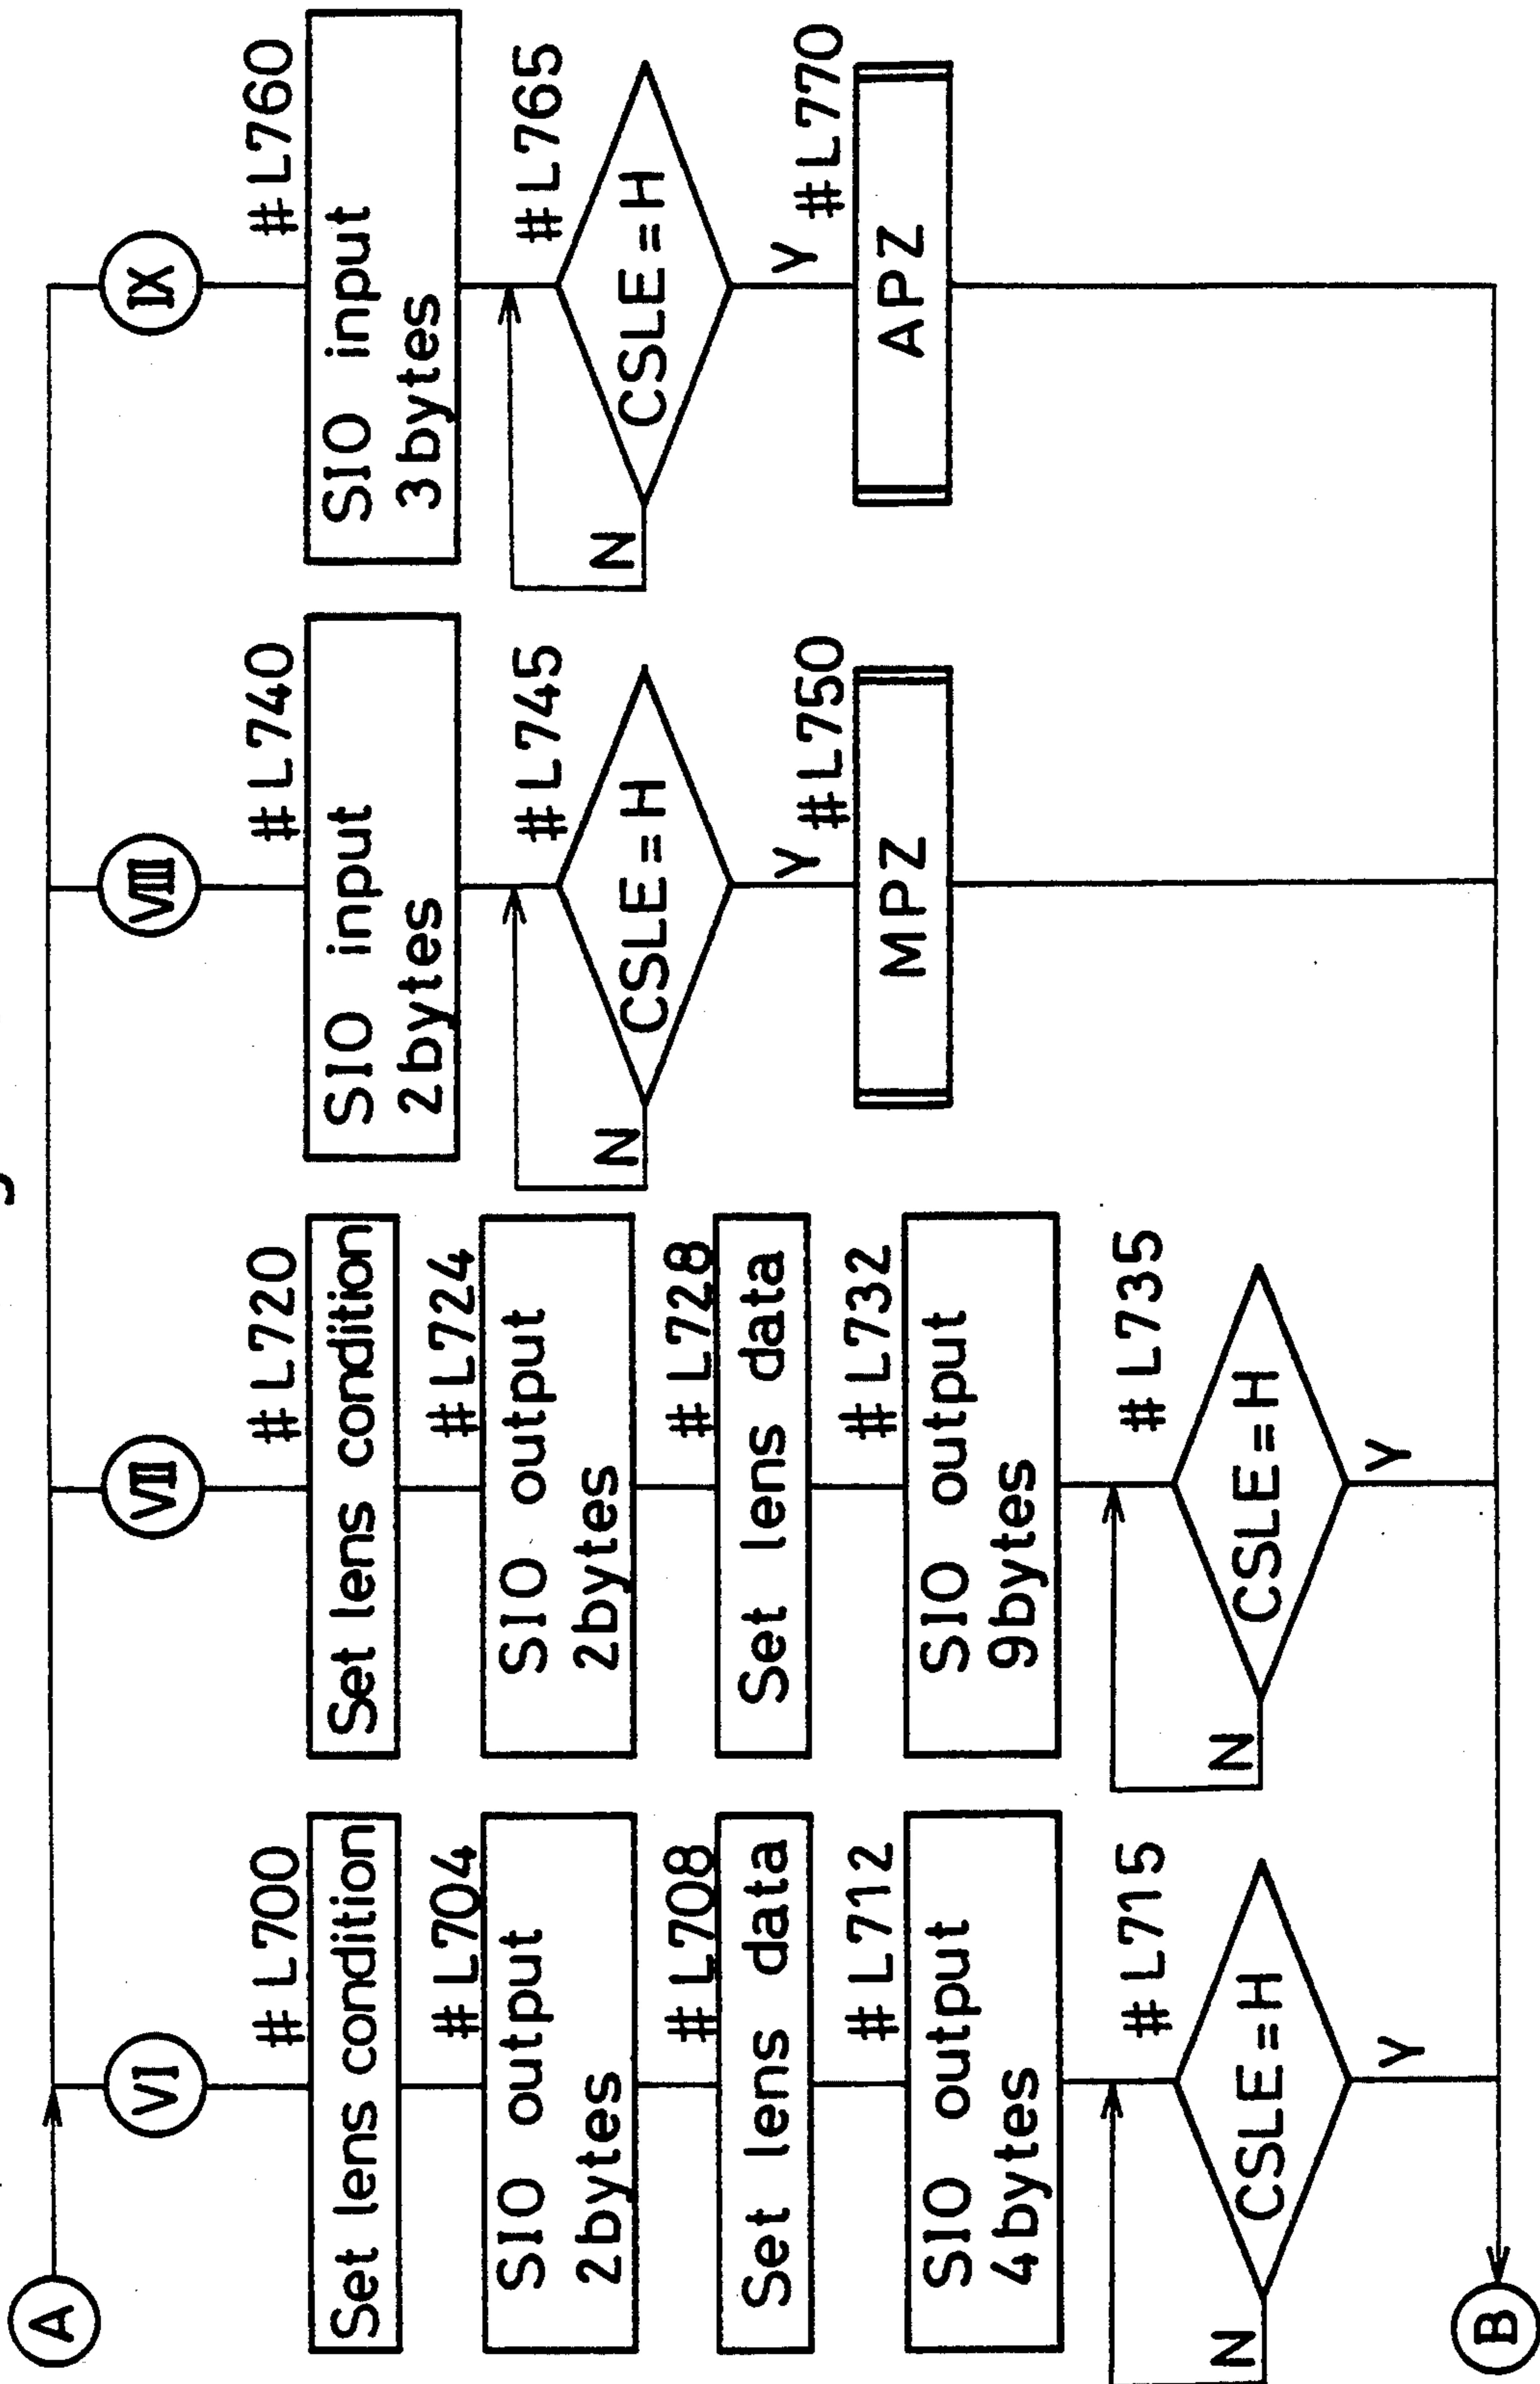 A
VI
#L700
Set lens condition
#L704
SIO output
2bytes
#L708
Set lens data
#L712
SIO output
4bytes
#L715
CSLE=H
N
Y
VII
#L720
Set lens condition
#L724
SIO output
2bytes
#L728
Set lens data
#L732
SIO output
9bytes
#L735
CSLE=H
N
Y
VIII
#L740
SIO input
2bytes
#L745
CSLE=H
N
Y
#L750
MPZ
IX
#L760
SIO input
3bytes
#L765
CSLE=H
N
Y
#L770
APZ
B